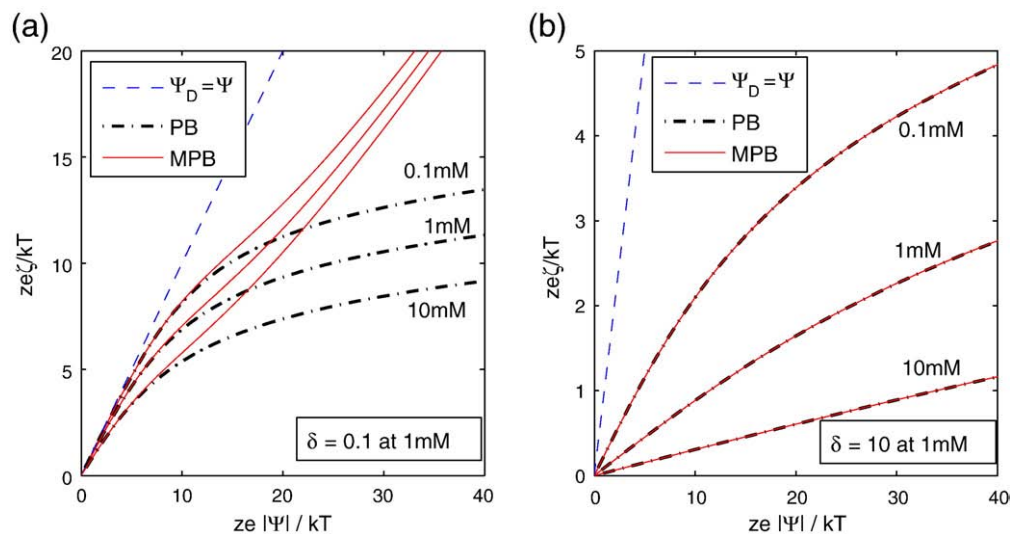 (a)
20
15
10
5
0
zeζ/kT
Ψ_D=Ψ
PB
MPB
0.1mM
1mM
10mM
δ = 0.1 at 1mM
0 10 20 30 40
ze |Ψ| / kT
(b)
5
4
3
2
1
0
zeζ/kT
Ψ_D=Ψ
PB
MPB
0.1mM
1mM
10mM
δ = 10 at 1mM
0 10 20 30 40
ze |Ψ| / kT